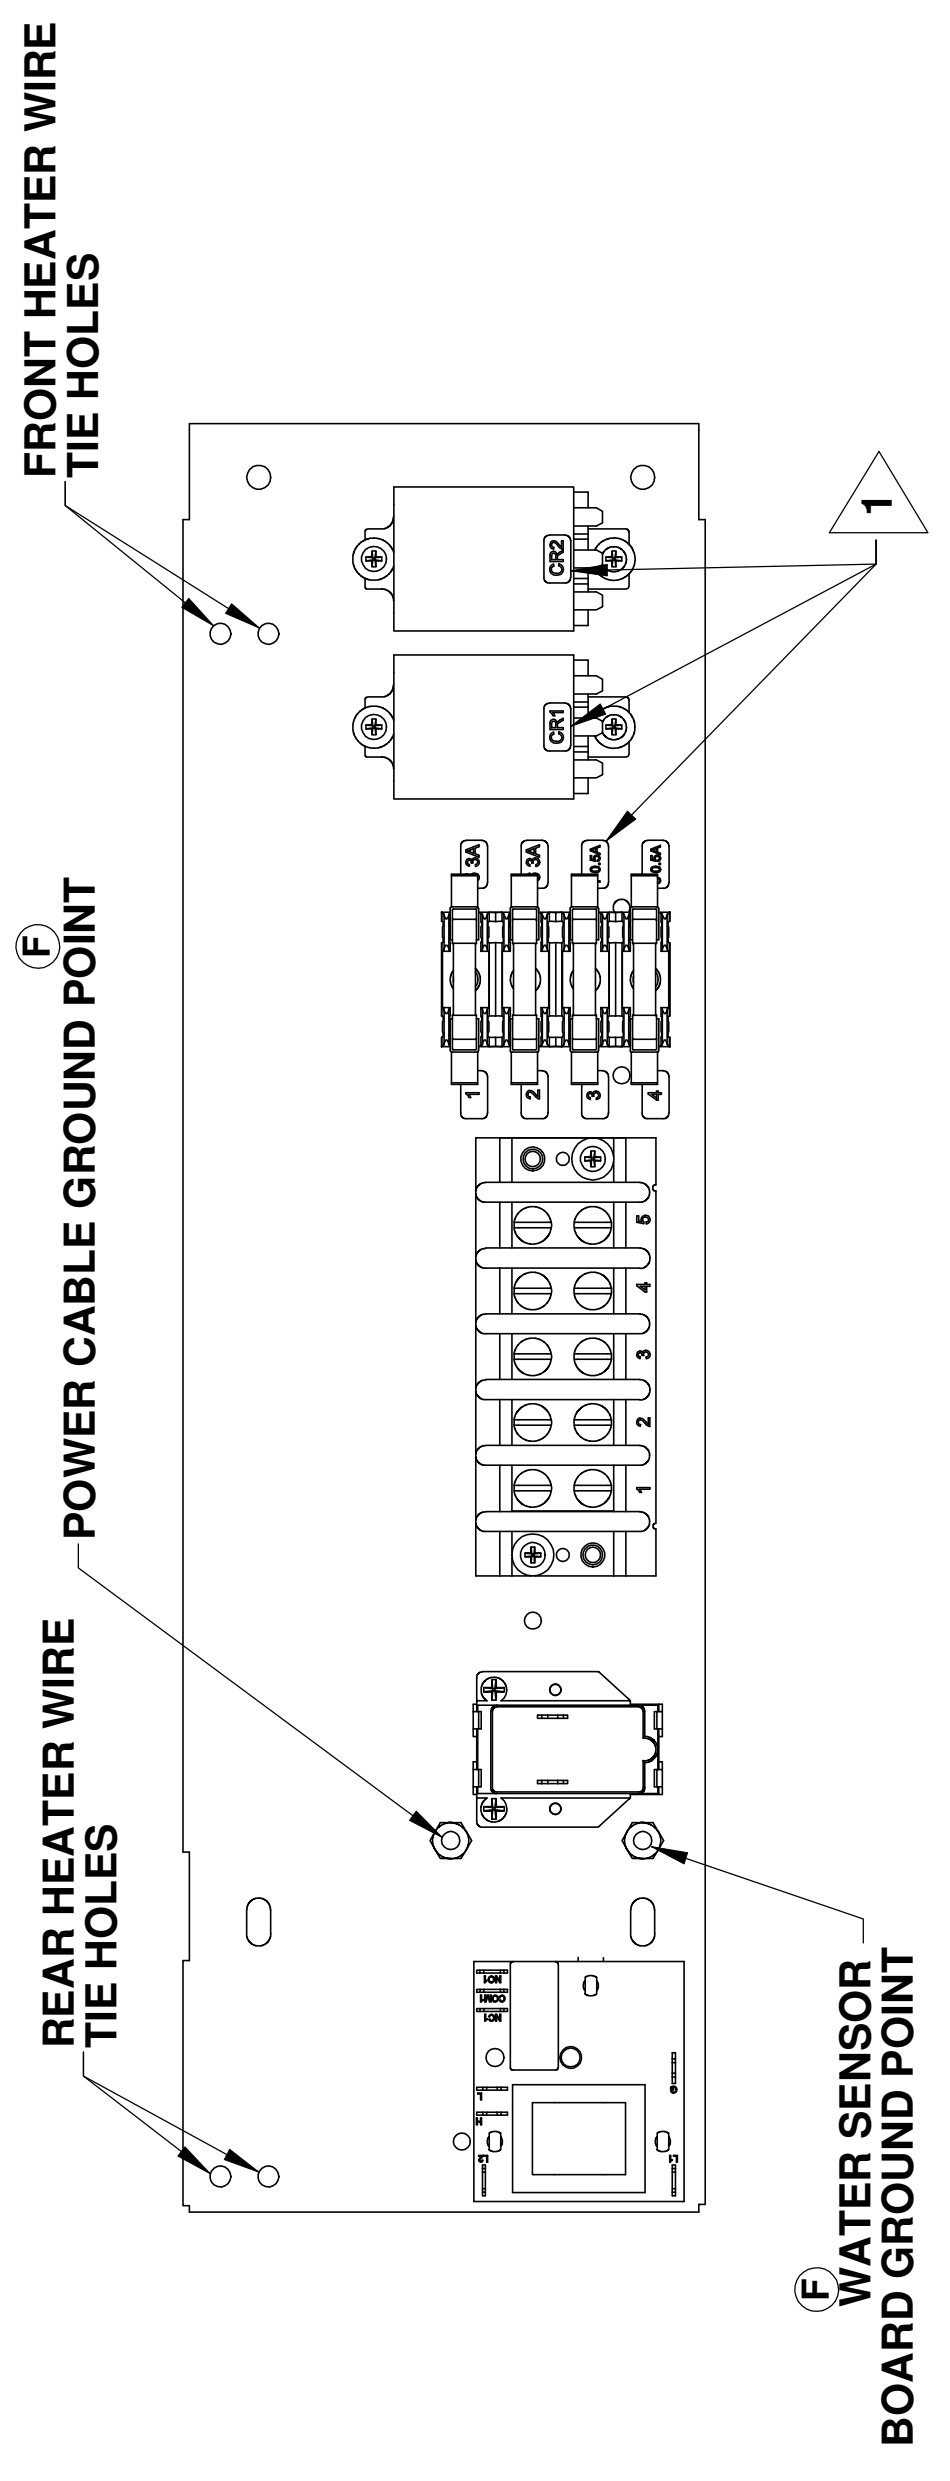 FRONT HEATER WIRE
TIE HOLES
F
POWER CABLE GROUND POINT
REAR HEATER WIRE
TIE HOLES
F
WATER SENSOR
BOARD GROUND POINT
1
CR2
CR1
3A
3A
0.5A
0.5A
1
2
3
4
5
4
3
2
1
NO1
COM1
NC1
L
H
L2
L1
G